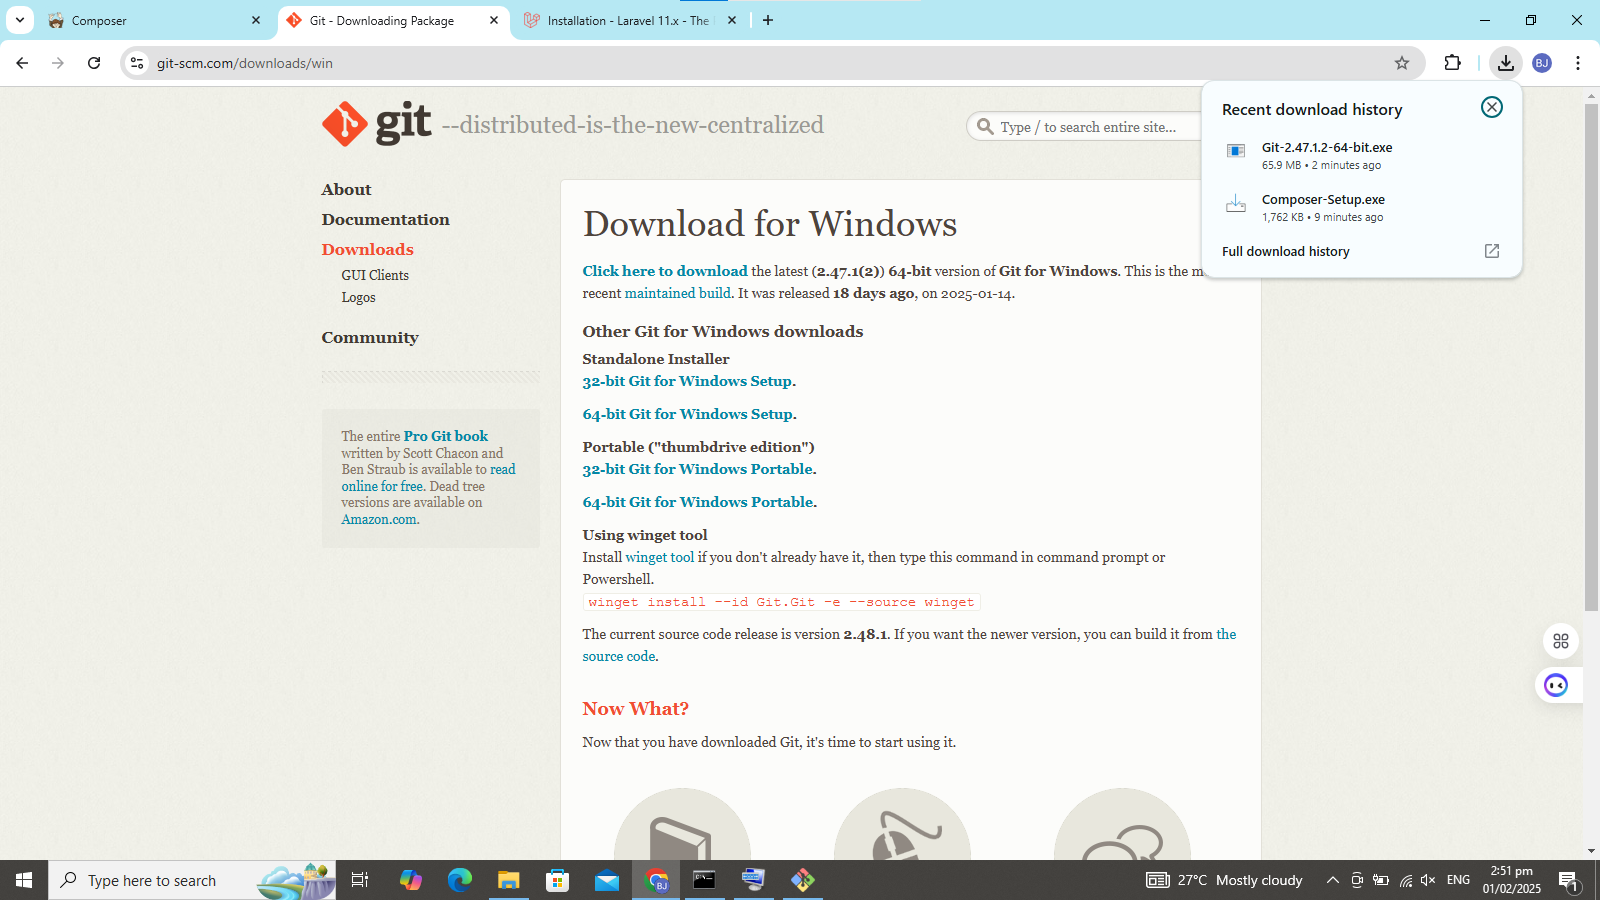 Composer
Git - Downloading Package
Installation - Laravel 11.x - The
git-scm.com/downloads/win
BJ
git --distributed-is-the-new-centralized
Type / to search entire site...
Recent download history
Git-2.47.1.2-64-bit.exe
65.9 MB • 2 minutes ago
Composer-Setup.exe
1,762 KB • 9 minutes ago
Full download history
About
Documentation
Downloads
GUI Clients
Logos
Community
The entire Pro Git book
written by Scott Chacon and
Ben Straub is available to read
online for free. Dead tree
versions are available on
Amazon.com.
Download for Windows
Click here to download the latest (2.47.1(2)) 64-bit version of Git for Windows. This is the
recent maintained build. It was released 18 days ago, on 2025-01-14.
Other Git for Windows downloads
Standalone Installer
32-bit Git for Windows Setup.
64-bit Git for Windows Setup.
Portable ("thumbdrive edition")
32-bit Git for Windows Portable.
64-bit Git for Windows Portable.
Using winget tool
Install winget tool if you don't already have it, then type this command in command prompt or
Powershell.
winget install --id Git.Git -e --source winget
The current source code release is version 2.48.1. If you want the newer version, you can build it from the
source code.
Now What?
Now that you have downloaded Git, it's time to start using it.
Type here to search
BJ
27°C Mostly cloudy
ENG
2:51 pm
01/02/2025
1